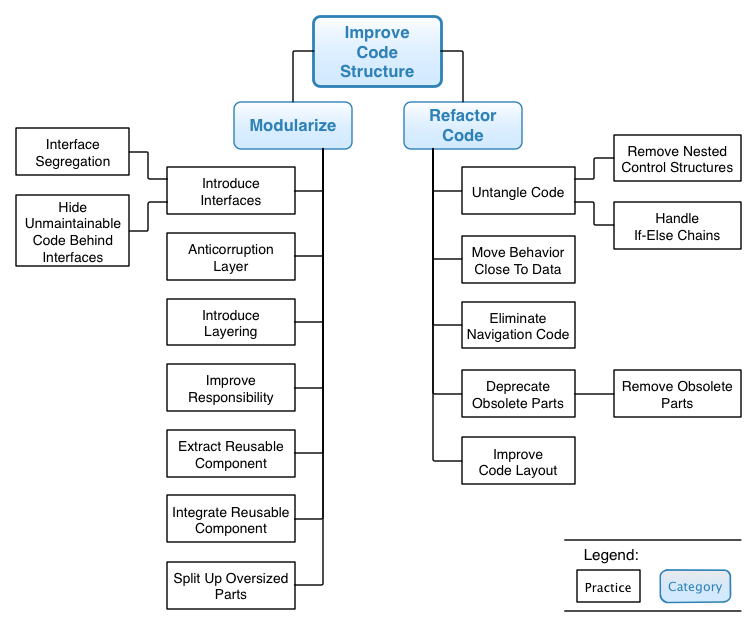 Improve
Code
Structure
Modularize
Refactor
Code
Interface
Segregation
Hide
Unmaintainable
Code Behind
Interfaces
Introduce
Interfaces
Anticorruption
Layer
Introduce
Layering
Improve
Responsibility
Extract Reusable
Component
Integrate Reusable
Component
Split Up Oversized
Parts
Untangle Code
Remove Nested
Control Structures
Handle
If-Else Chains
Move Behavior
Close To Data
Eliminate
Navigation Code
Deprecate
Obsolete Parts
Remove Obsolete
Parts
Improve
Code Layout
Legend:
Practice
Category